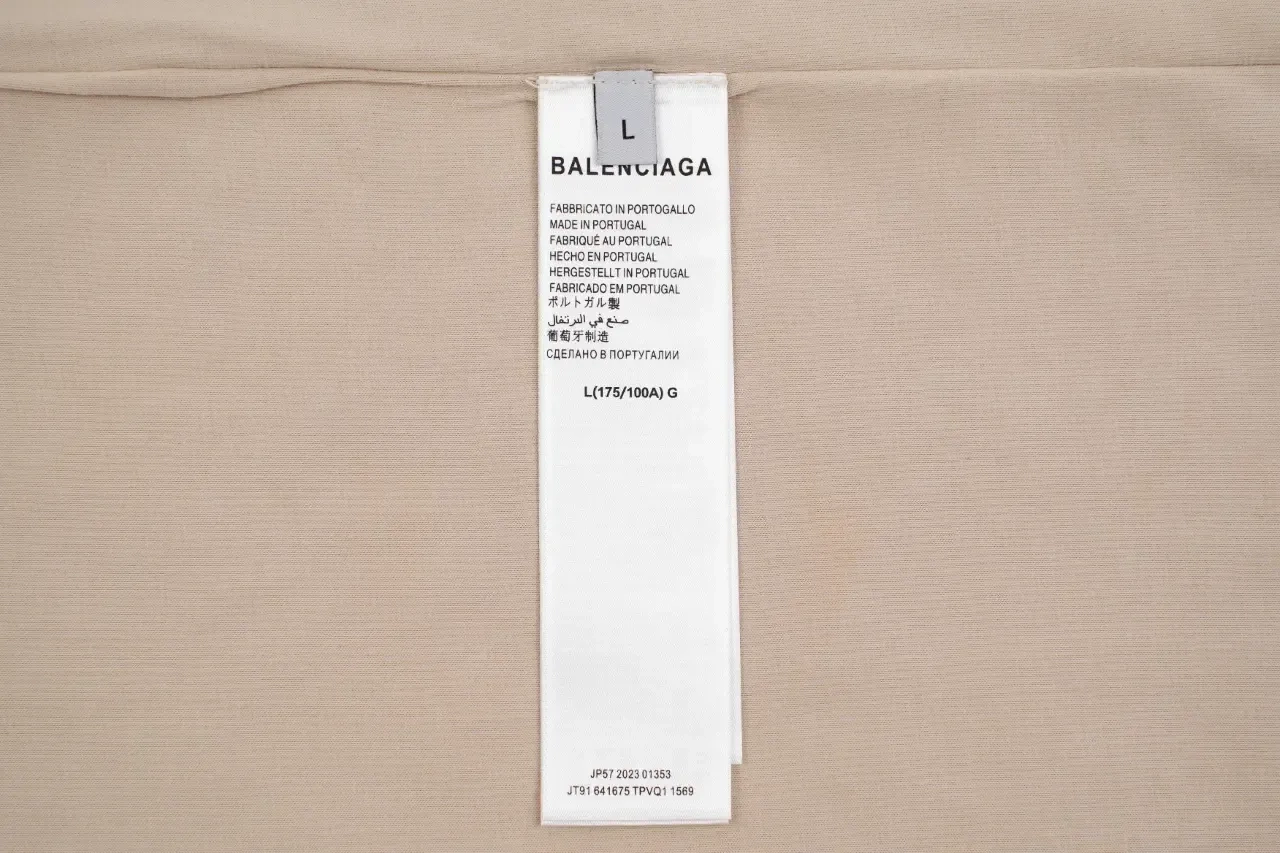 L
BALENCIAGA
FABBRICATO IN PORTOGALLO
MADE IN PORTUGAL
FABRIQUÉ AU PORTUGAL
HECHO EN PORTUGAL
HERGESTELLT IN PORTUGAL
FABRICADO EM PORTUGAL
ポルトガル製
صنع في البرتغال
葡萄牙制造
СДЕЛАНО В ПОРТУГАЛИИ
L(175/100A) G
JP57 2023 01353
JT91 641675 TPVQ1 1569